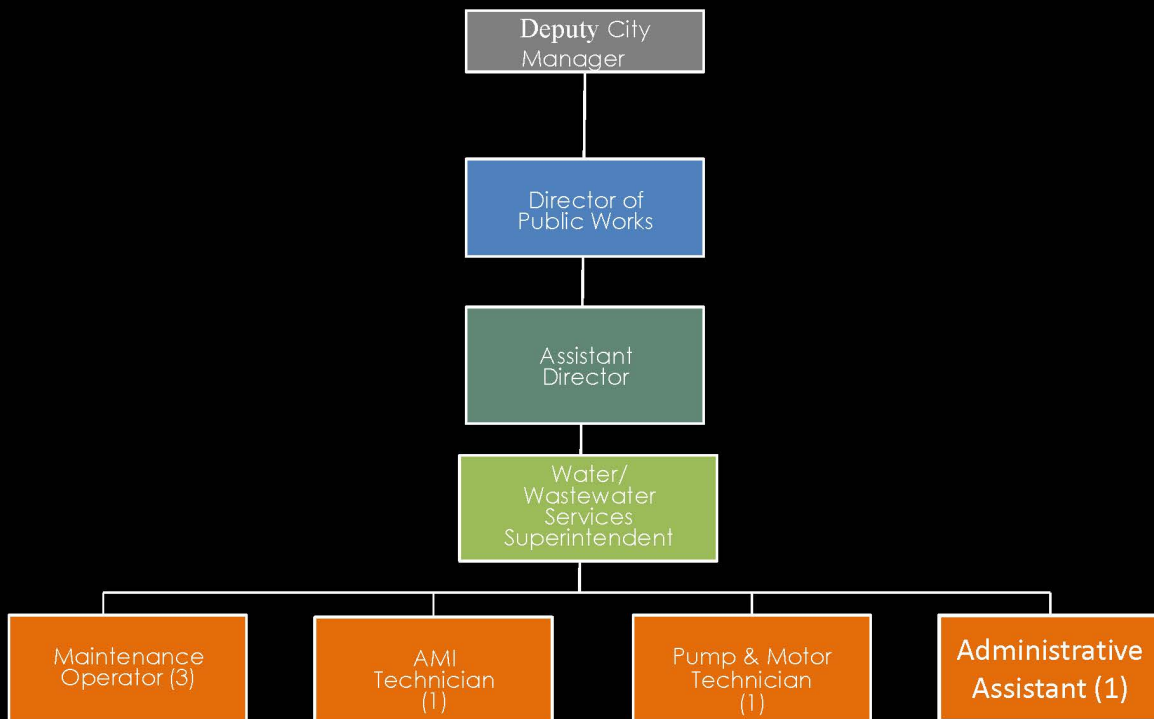 Deputy City
Manager
Director of
Public Works
Assistant
Director
Water/
Wastewater
Services
Superintendent
Maintenance
Operator (3)
AMI
Technician
(1)
Pump & Motor
Technician
(1)
Administrative
Assistant (1)